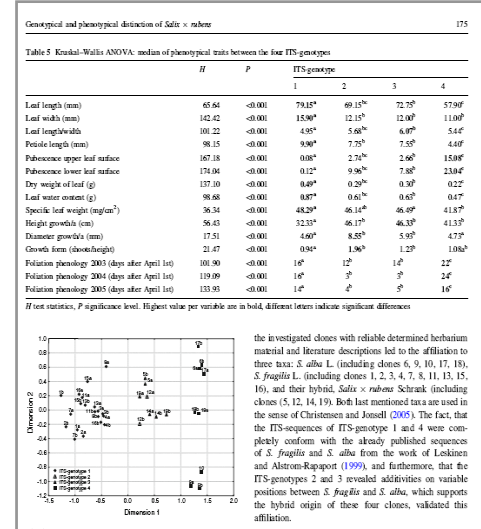 Genotypical and phenotypical distinction of Salix × rubens 175
Table 5 Kruskal–Wallis ANOVA: median of phenotypical traits between the four ITS-genotypes
H P ITS-genotype
1 2 3 4
Leaf length (mm) 65.64 <0.001 79.15a 69.15bc 72.75b 57.90c
Leaf width (mm) 142.42 <0.001 15.90a 12.15b 12.00b 11.00b
Leaf length/width 101.22 <0.001 4.95a 5.68bc 6.07b 5.44c
Petiole length (mm) 98.15 <0.001 9.90a 7.75b 7.55b 4.40c
Pubescence upper leaf surface 167.18 <0.001 0.08a 2.74bc 2.66b 15.08c
Pubescence lower leaf surface 174.04 <0.001 0.12a 9.96b 7.88b 23.04c
Dry weight of leaf (g) 137.10 <0.001 0.49a 0.29bc 0.30b 0.22c
Leaf water content (g) 98.68 <0.001 0.87a 0.61bc 0.63b 0.47c
Specific leaf weight (mg/cm2) 36.34 <0.001 48.29a 46.14ab 46.49a 41.87b
Height growth/a (cm) 56.43 <0.001 32.33a 46.17b 46.33b 41.33b
Diameter growth/a (mm) 17.51 <0.001 4.60a 8.55b 5.93b 4.73a
Growth form (shoots/height) 21.47 <0.001 0.94a 1.96b 1.23b 1.08ab
Foliation phenology 2003 (days after April 1st) 101.90 <0.001 16a 12b 14b 22c
Foliation phenology 2004 (days after April 1st) 119.09 <0.001 16a 3b 3b 24c
Foliation phenology 2005 (days after April 1st) 133.93 <0.001 14a 4b 5b 16c
H test statistics, P significance level. Highest value per variable are in bold, different letters indicate significant differences
the investigated clones with reliable determined herbarium
material and literature descriptions led to the affiliation to
three taxa: S. alba L. (including clones 6, 9, 10, 17, 18),
S. fragilis L. (including clones 1, 2, 3, 4, 7, 8, 11, 13, 15,
16), and their hybrid, Salix × rubens Schrank (including
clones (5, 12, 14, 19). Both last mentioned taxa are used in
the sense of Christensen and Jonsell (2005). The fact, that
the ITS-sequences of ITS-genotype 1 and 4 were com-
pletely conform with the already published sequences
of S. fragilis and S. alba from the work of Leskinen
and Alstrom-Rapaport (1999), and furthermore, that the
ITS-genotypes 2 and 3 revealed additivities on variable
positions between S. fragilis and S. alba, which supports
the hybrid origin of these four clones, validated this
affiliation.
Dimension 2
1.0
0.8
0.6
0.4
0.2
0.0
-0.2
-0.4
-0.6
-0.8
-1.0
-1.2
ITS-genotype 1
ITS-genotype 2
ITS-genotype 3
ITS-genotype 4
-1.5 -1.0 -0.5 0.0 0.5 1.0 1.5 2.0
Dimension 1